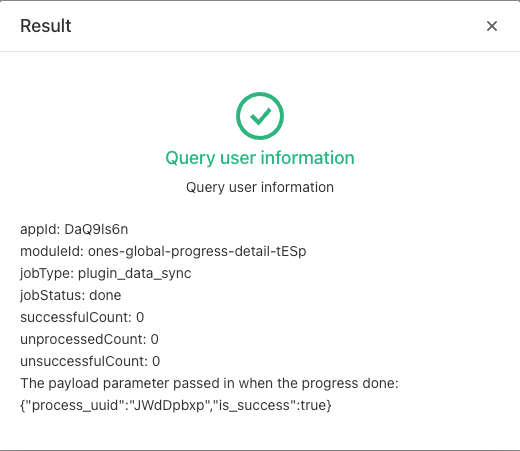 Result
Query user information
Query user information
appId: DaQ9Is6n
moduleId: ones-global-progress-detail-tESp
jobType: plugin_data_sync
jobStatus: done
successfulCount: 0
unprocessedCount: 0
unsuccessfulCount: 0
The payload parameter passed in when the progress done:
{"process_uuid":"JWdDpbxp","is_success":true}